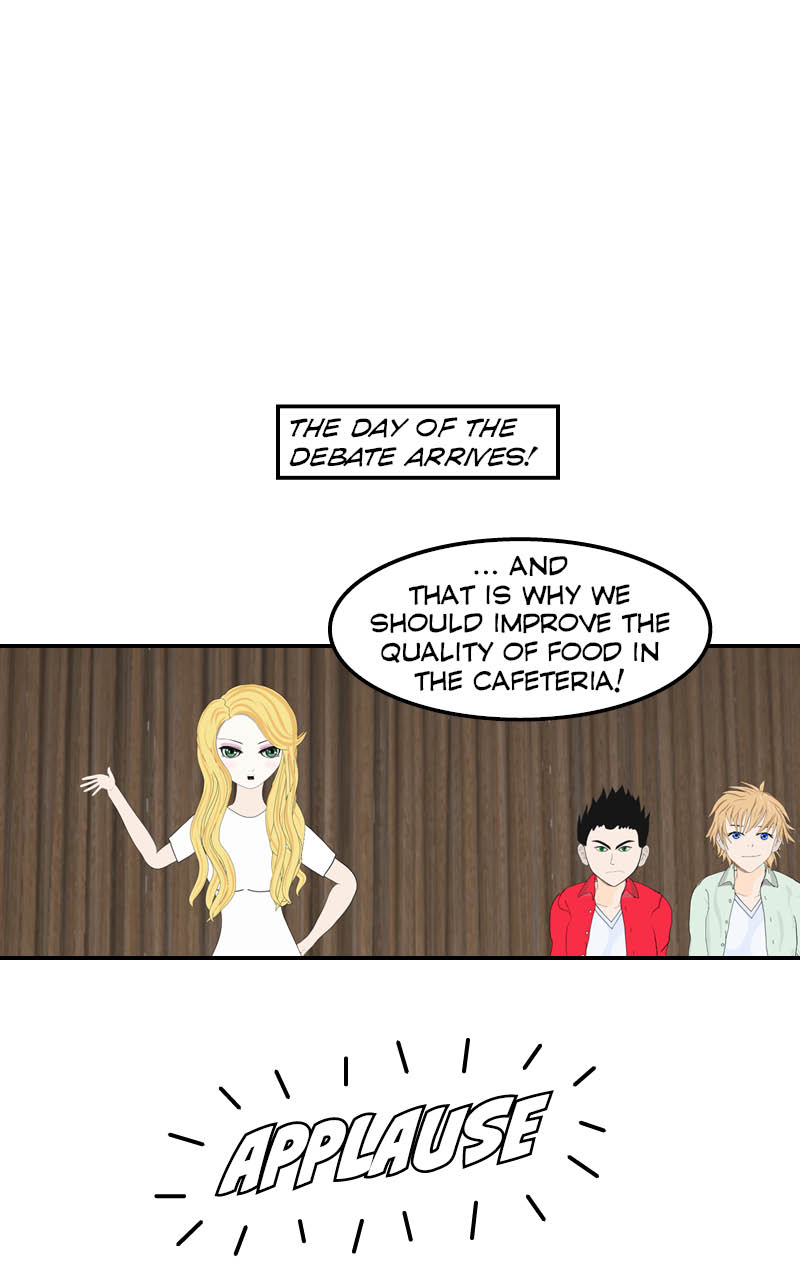 THE DAY OF THE
DEBATE ARRIVES!
... AND
THAT IS WHY WE
SHOULD IMPROVE THE
QUALITY OF FOOD IN
THE CAFETERIA!
APPLAUSE